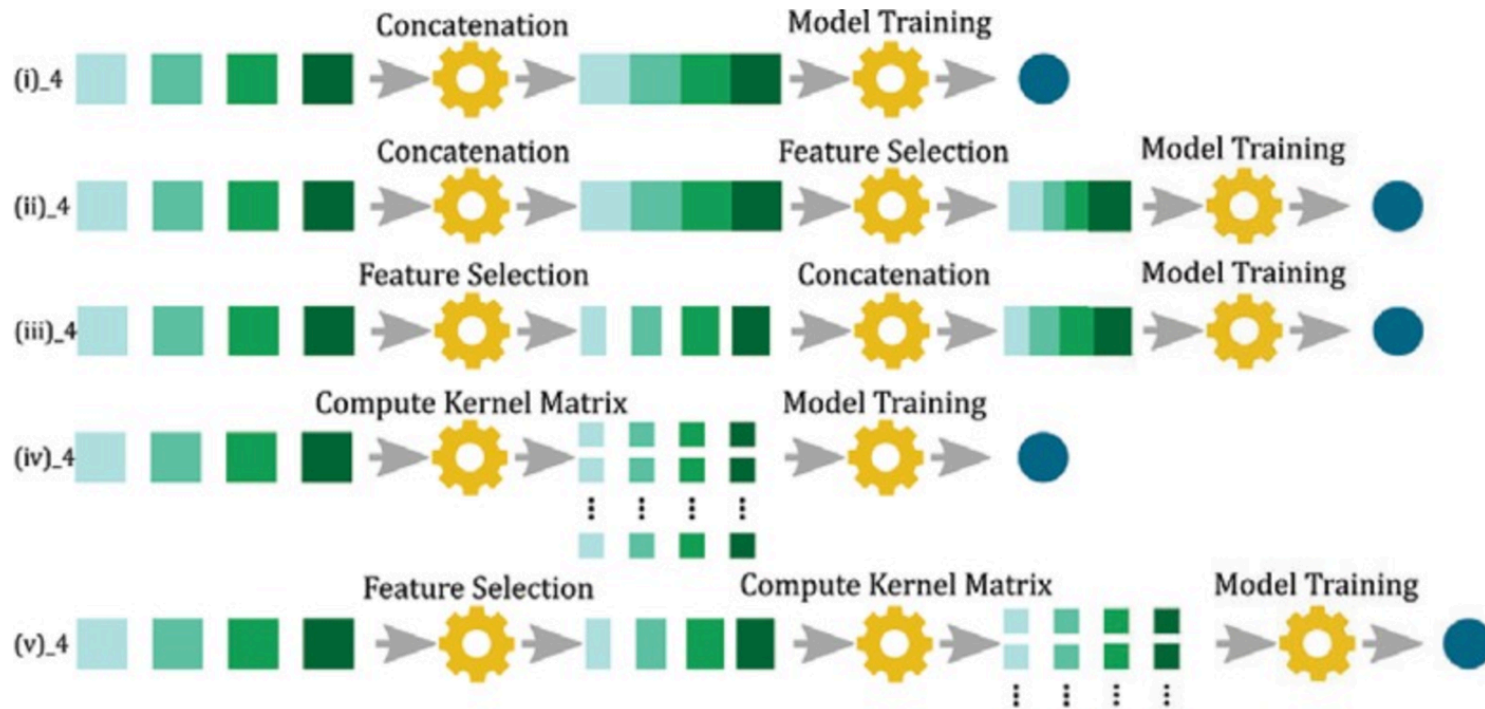 Concatenation Model Training
(i)_4
Concatenation Feature Selection Model Training
(ii)_4
Feature Selection Concatenation Model Training
(iii)_4
Compute Kernel Matrix Model Training
(iv)_4
Feature Selection Compute Kernel Matrix Model Training
(v)_4